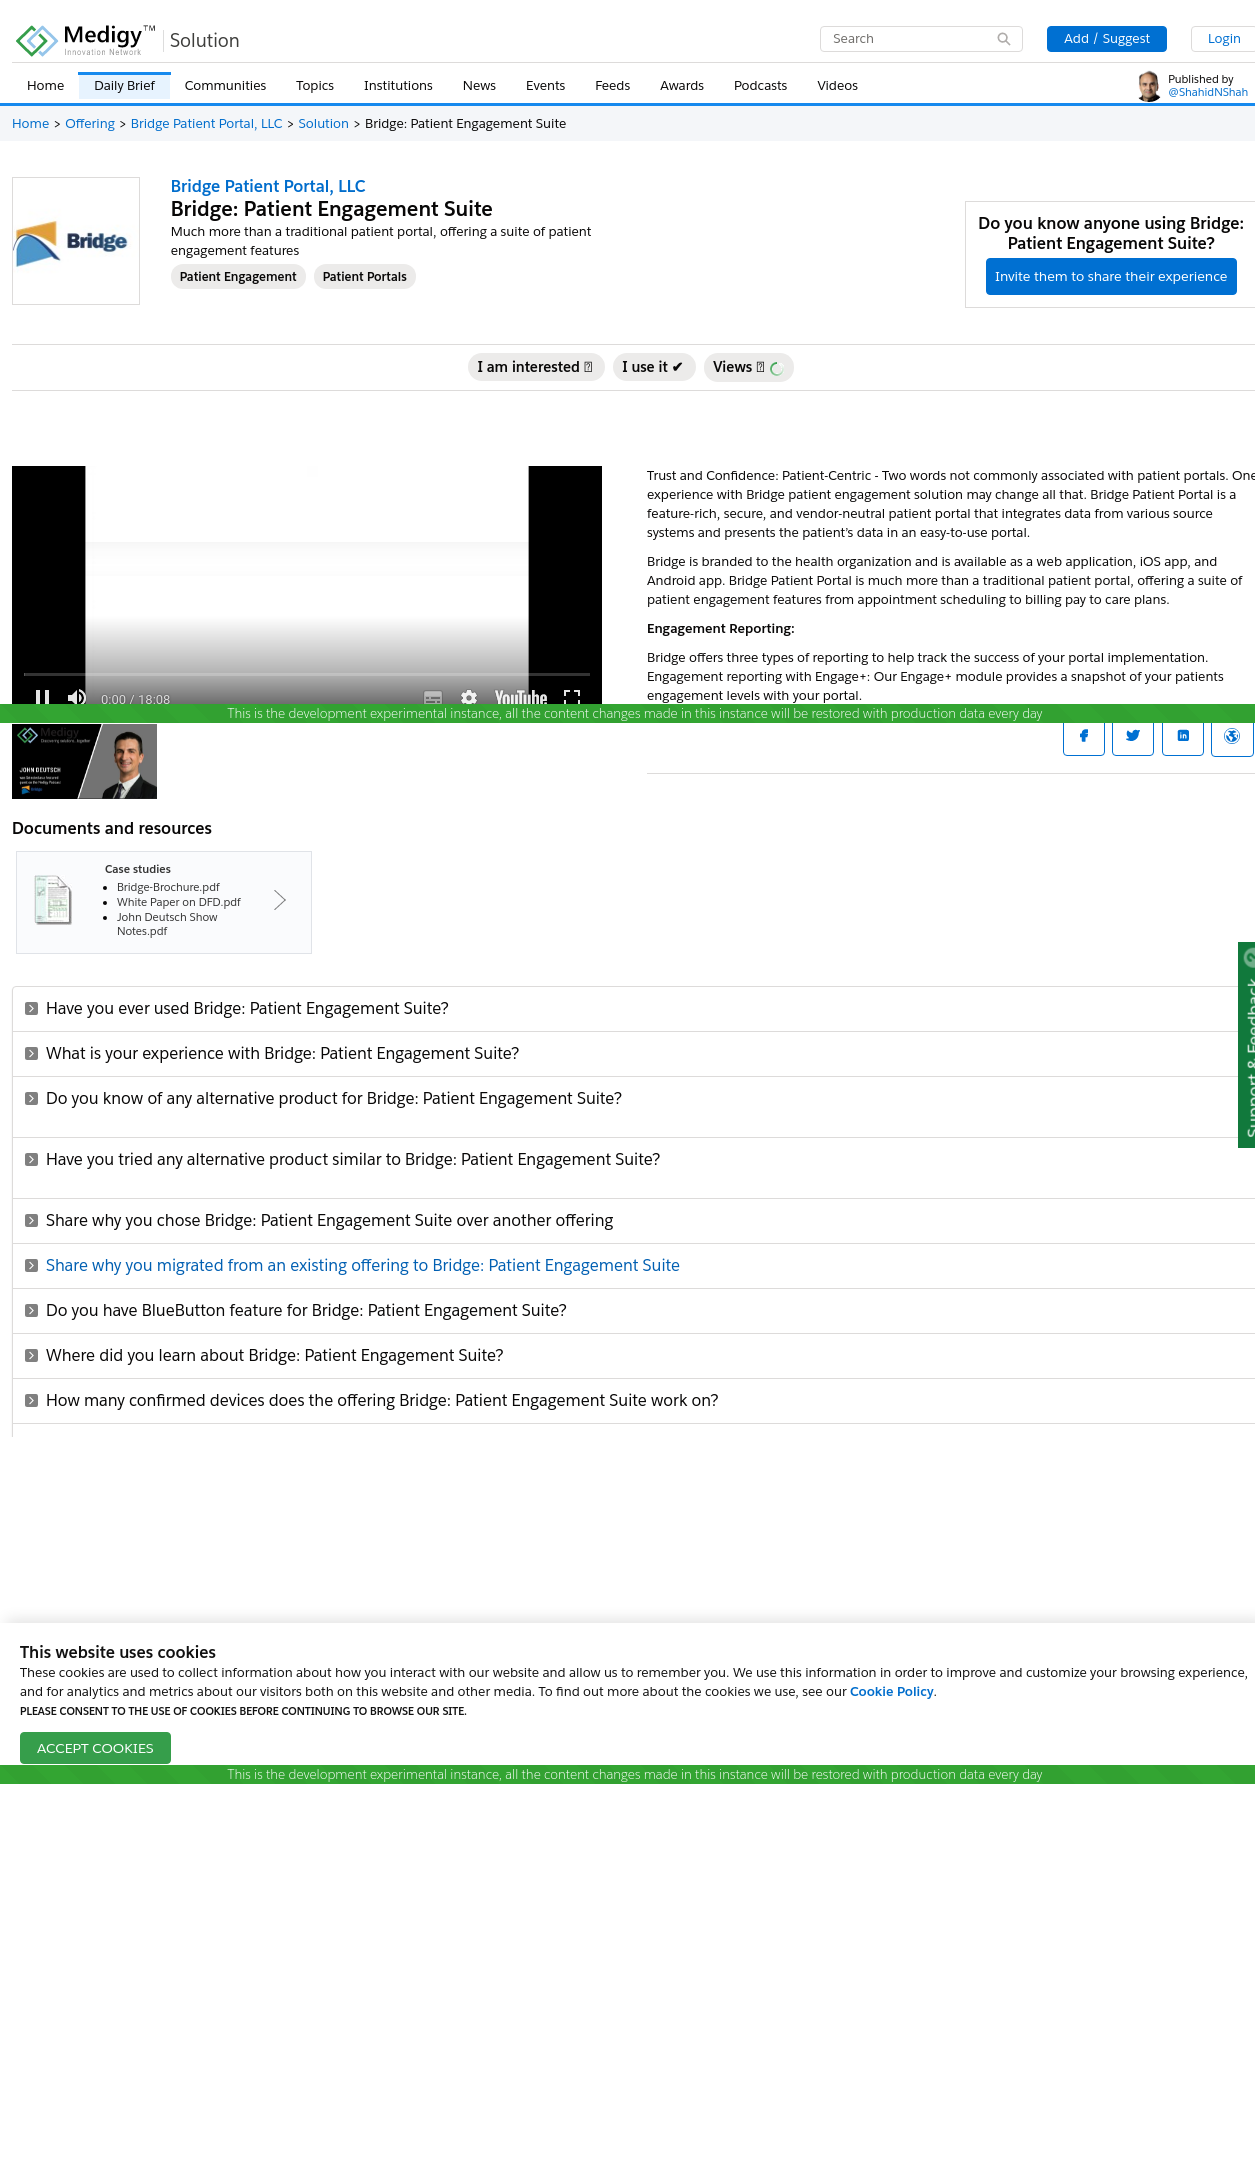 Medigy™
Innovation Network
Solution
Search
Add / Suggest
Login
Home
Daily Brief
Communities
Topics
Institutions
News
Events
Feeds
Awards
Podcasts
Videos
Published by
@ShahidNShah
Home > Offering > Bridge Patient Portal, LLC > Solution > Bridge: Patient Engagement Suite
Bridge
Bridge Patient Portal, LLC
Bridge: Patient Engagement Suite
Much more than a traditional patient portal, offering a suite of patient
engagement features
Patient Engagement
Patient Portals
Do you know anyone using Bridge:
Patient Engagement Suite?
Invite them to share their experience
I am interested
I use it ✔
Views
0:00 / 18:08
YouTube
Trust and Confidence: Patient-Centric - Two words not commonly associated with patient portals. One
experience with Bridge patient engagement solution may change all that. Bridge Patient Portal is a
feature-rich, secure, and vendor-neutral patient portal that integrates data from various source
systems and presents the patient’s data in an easy-to-use portal.
Bridge is branded to the health organization and is available as a web application, iOS app, and
Android app. Bridge Patient Portal is much more than a traditional patient portal, offering a suite of
patient engagement features from appointment scheduling to billing pay to care plans.
Engagement Reporting:
Bridge offers three types of reporting to help track the success of your portal implementation.
Engagement reporting with Engage+: Our Engage+ module provides a snapshot of your patients
engagement levels with your portal.
This is the development experimental instance, all the content changes made in this instance will be restored with production data every day
Medigy
JOHN DEUTSCH
Documents and resources
Case studies
Bridge-Brochure.pdf
White Paper on DFD.pdf
John Deutsch Show
Notes.pdf
Support & Feedback
Have you ever used Bridge: Patient Engagement Suite?
What is your experience with Bridge: Patient Engagement Suite?
Do you know of any alternative product for Bridge: Patient Engagement Suite?
Have you tried any alternative product similar to Bridge: Patient Engagement Suite?
Share why you chose Bridge: Patient Engagement Suite over another offering
Share why you migrated from an existing offering to Bridge: Patient Engagement Suite
Do you have BlueButton feature for Bridge: Patient Engagement Suite?
Where did you learn about Bridge: Patient Engagement Suite?
How many confirmed devices does the offering Bridge: Patient Engagement Suite work on?
This website uses cookies
These cookies are used to collect information about how you interact with our website and allow us to remember you. We use this information in order to improve and customize your browsing experience,
and for analytics and metrics about our visitors both on this website and other media. To find out more about the cookies we use, see our Cookie Policy.
PLEASE CONSENT TO THE USE OF COOKIES BEFORE CONTINUING TO BROWSE OUR SITE.
ACCEPT COOKIES
This is the development experimental instance, all the content changes made in this instance will be restored with production data every day